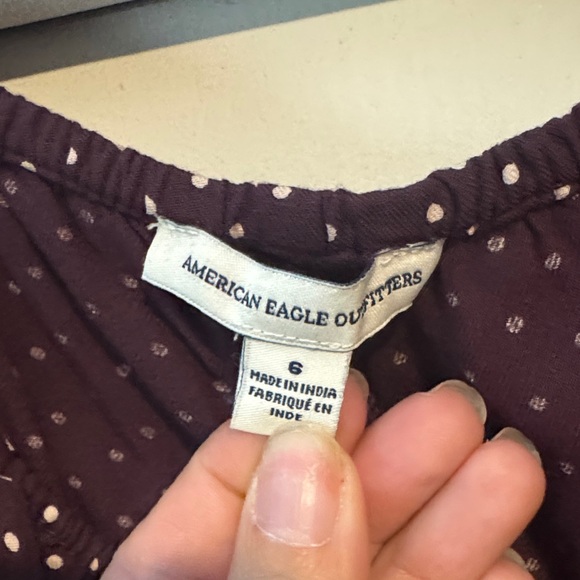 AMERICAN EAGLE OUTFITTERS
6
MADE IN INDIA
FABRIQUÉ EN
INDE